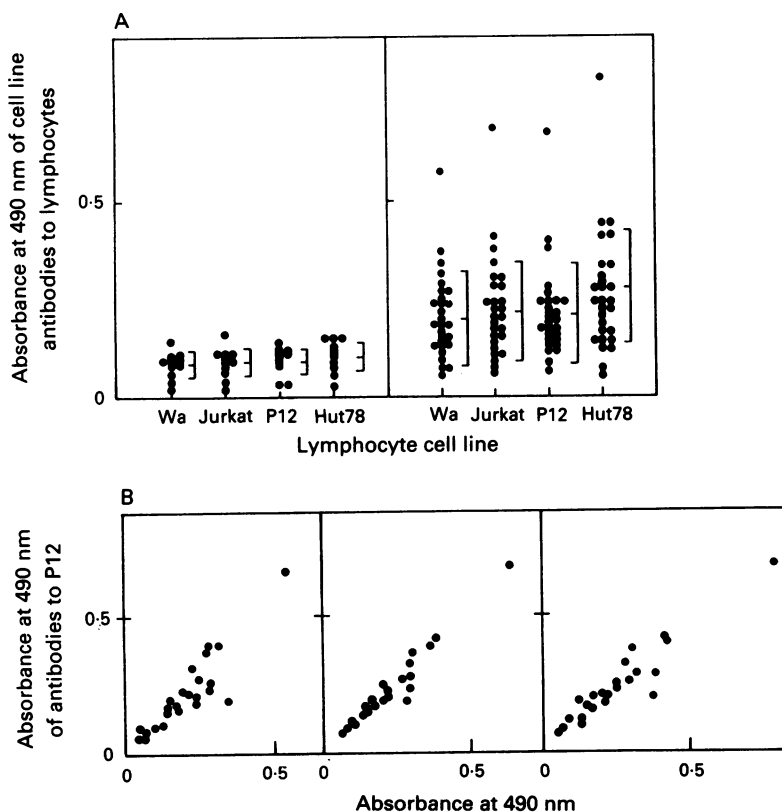 A
Absorbance at 490 nm of cell line
antibodies to lymphocytes
0·5
0
Wa Jurkat P12 Hut78 Wa Jurkat P12 Hut78
Lymphocyte cell line
B
Absorbance at 490 nm
of antibodies to P12
0·5
0
0 0·5 0 0·5 0 0·5
Absorbance at 490 nm